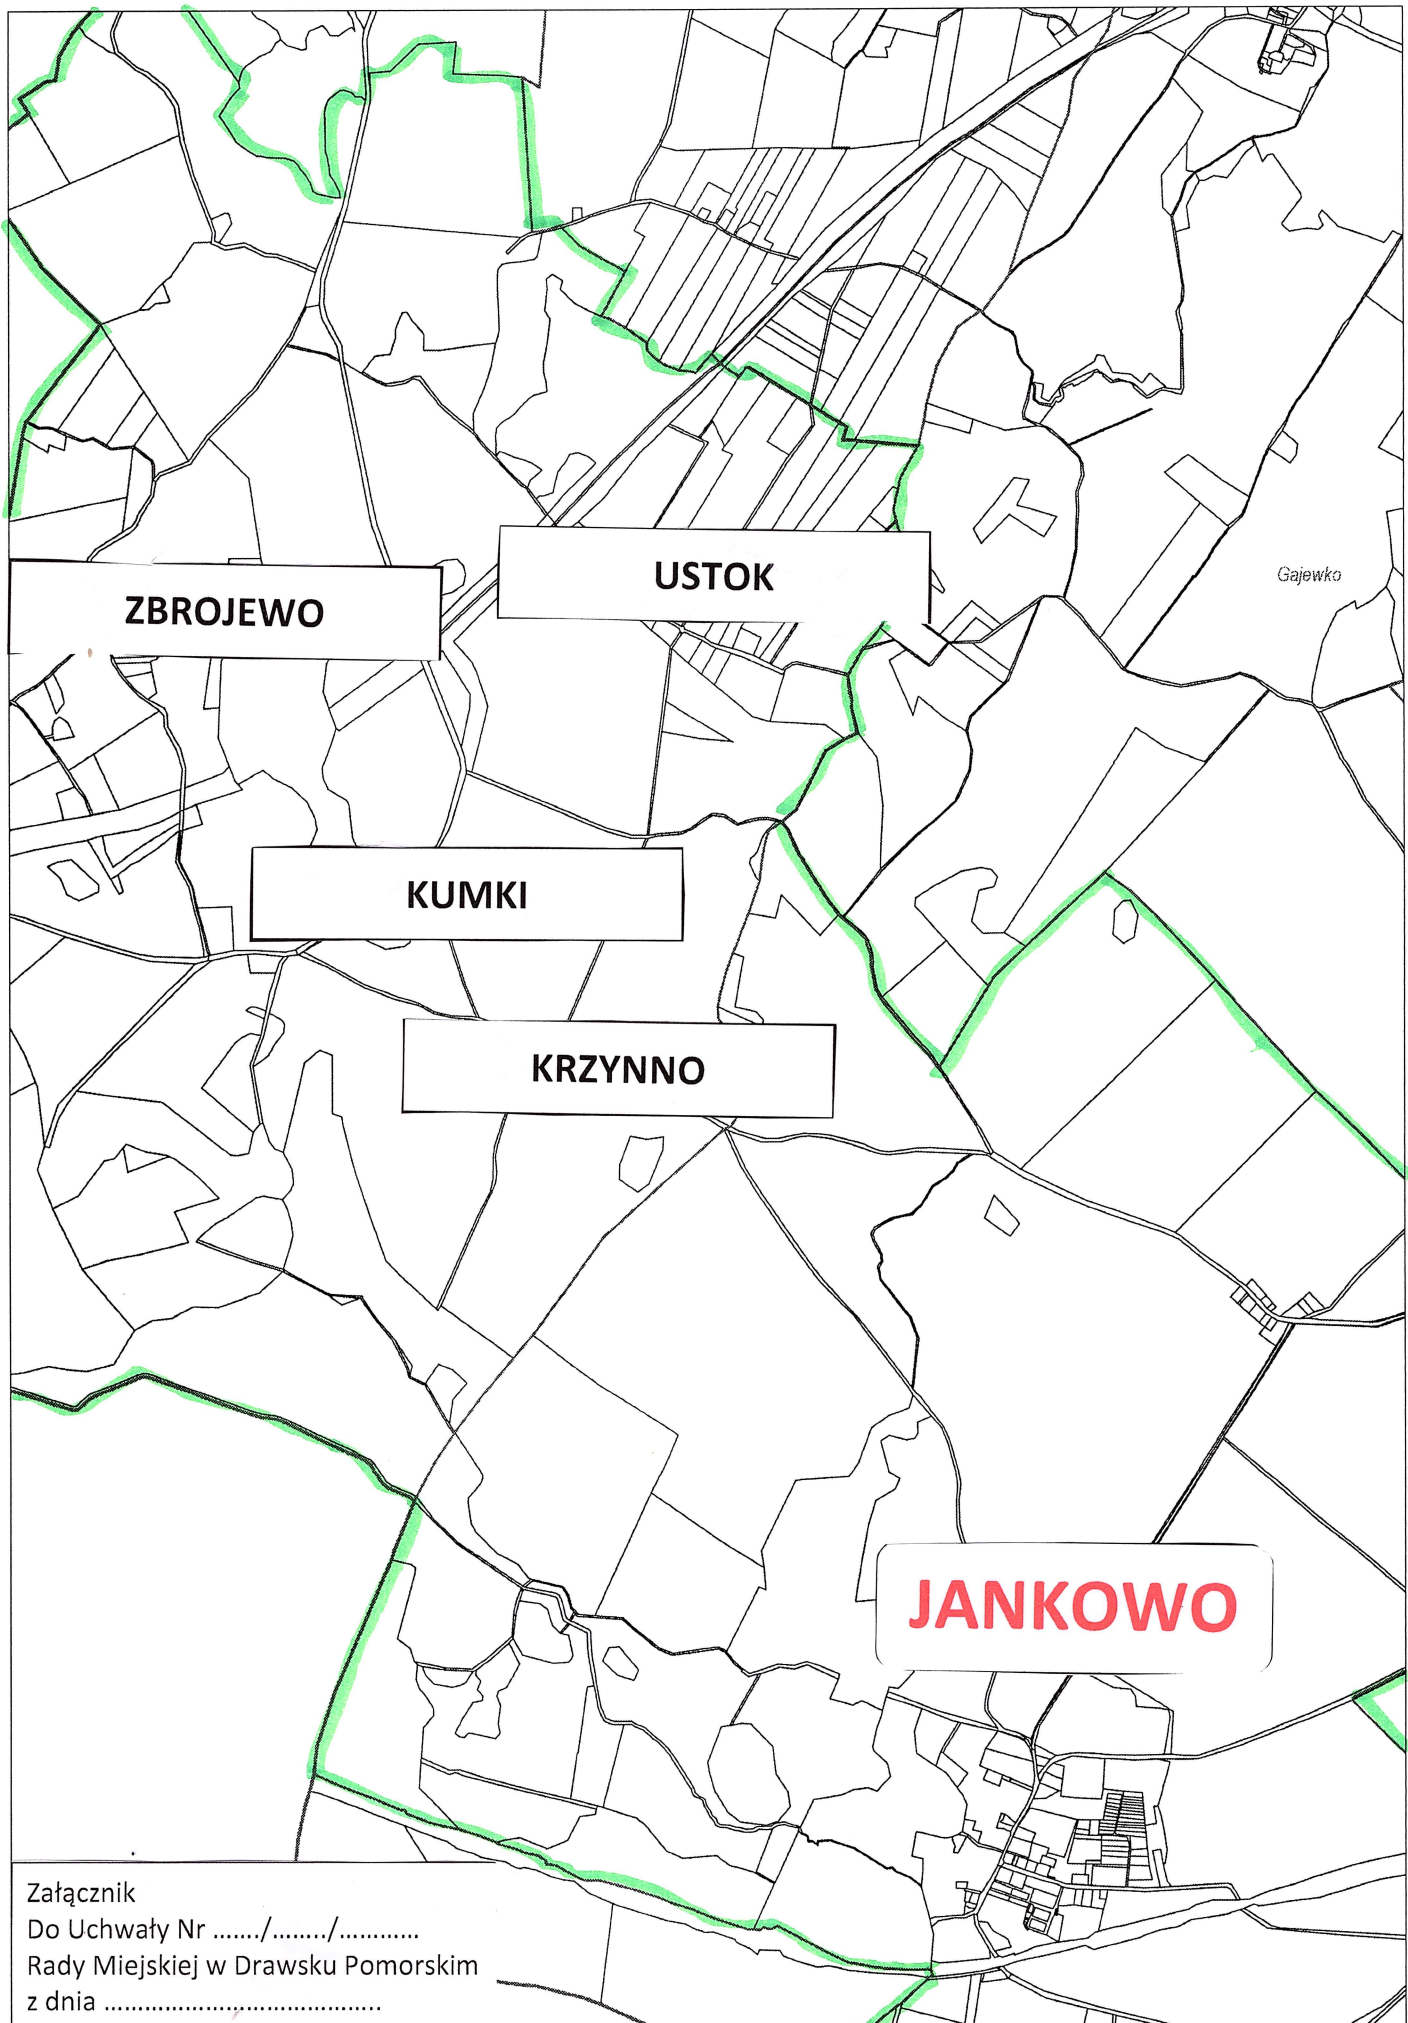 USTOK
Gajewko
ZBROJEWO
KUMKI
KRZYNNO
JANKOWO
Załącznik
Do Uchwały Nr ......./......../............
Rady Miejskiej w Drawsku Pomorskim
z dnia .........................................